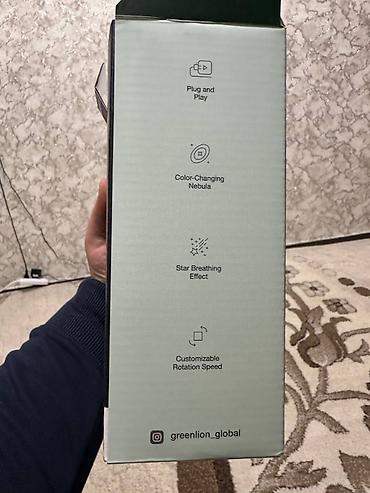 Plug and
Play
Color-Changing
Nebula
Star Breathing
Effect
Customizable
Rotation Speed
greenlion_global